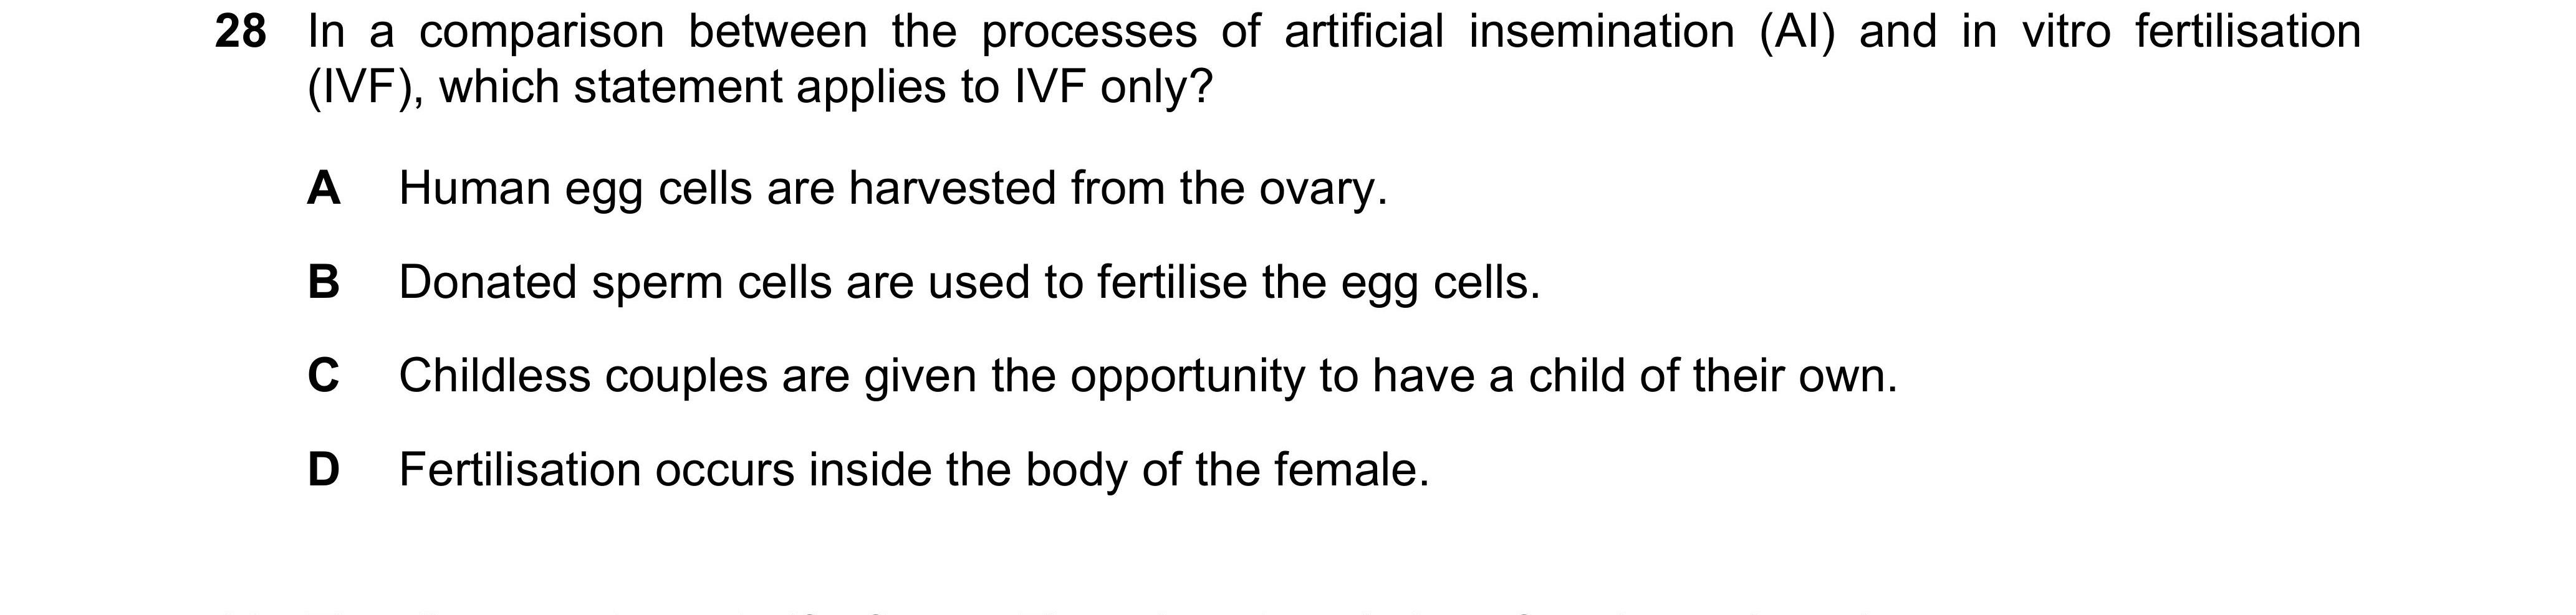 28 In a comparison between the processes of artificial insemination (AI) and in vitro fertilisation
(IVF), which statement applies to IVF only?
A Human egg cells are harvested from the ovary.
B Donated sperm cells are used to fertilise the egg cells.
C Childless couples are given the opportunity to have a child of their own.
D Fertilisation occurs inside the body of the female.